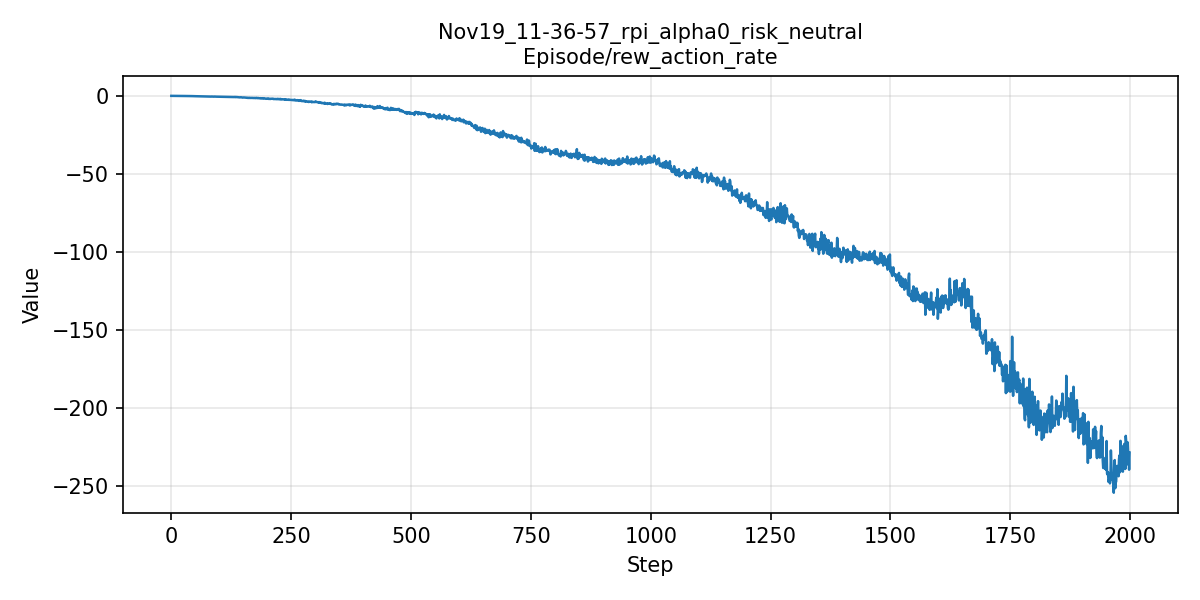 Nov19_11-36-57_rpi_alpha0_risk_neutral
Episode/rew_action_rate
Value
0
−50
−100
−150
−200
−250
0 250 500 750 1000 1250 1500 1750 2000
Step